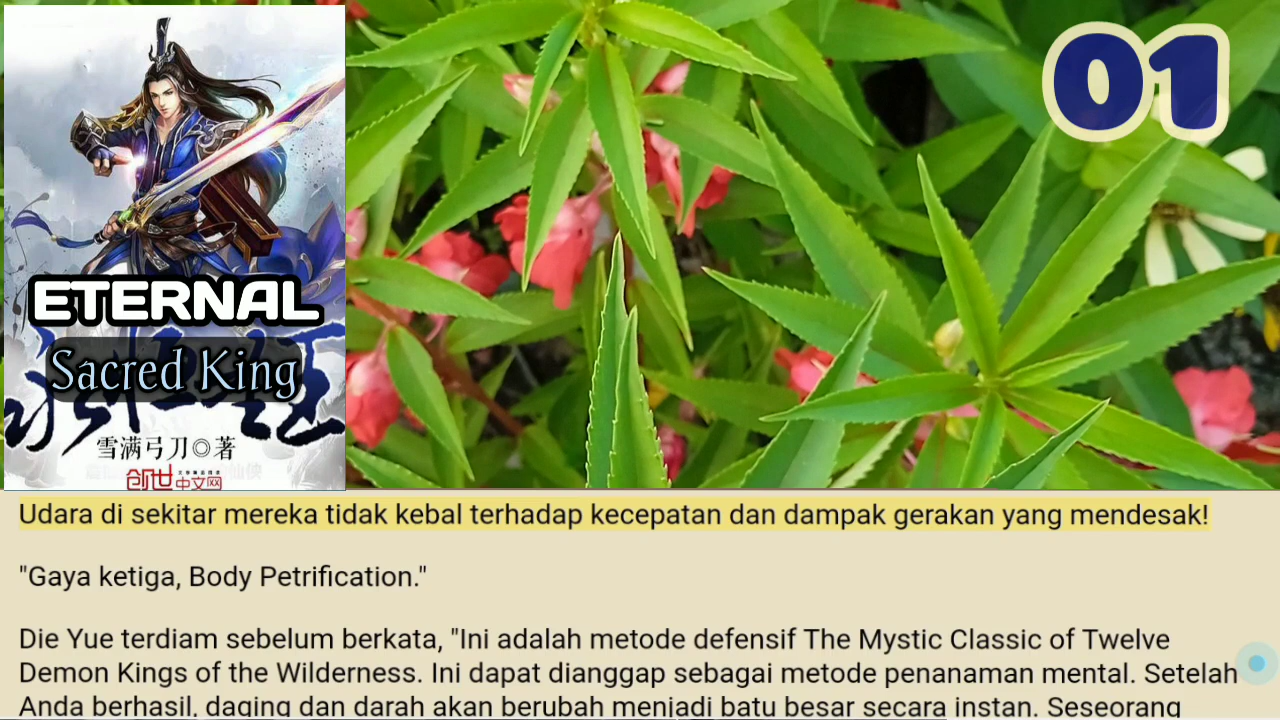 01
ETERNAL
Sacred King
雪满弓刀◎著
创世中文网
Udara di sekitar mereka tidak kebal terhadap kecepatan dan dampak gerakan yang mendesak!
"Gaya ketiga, Body Petrification."
Die Yue terdiam sebelum berkata, "Ini adalah metode defensif The Mystic Classic of Twelve
Demon Kings of the Wilderness. Ini dapat dianggap sebagai metode penanaman mental. Setelah
Anda berhasil, daging dan darah akan berubah menjadi batu besar secara instan. Seseorang